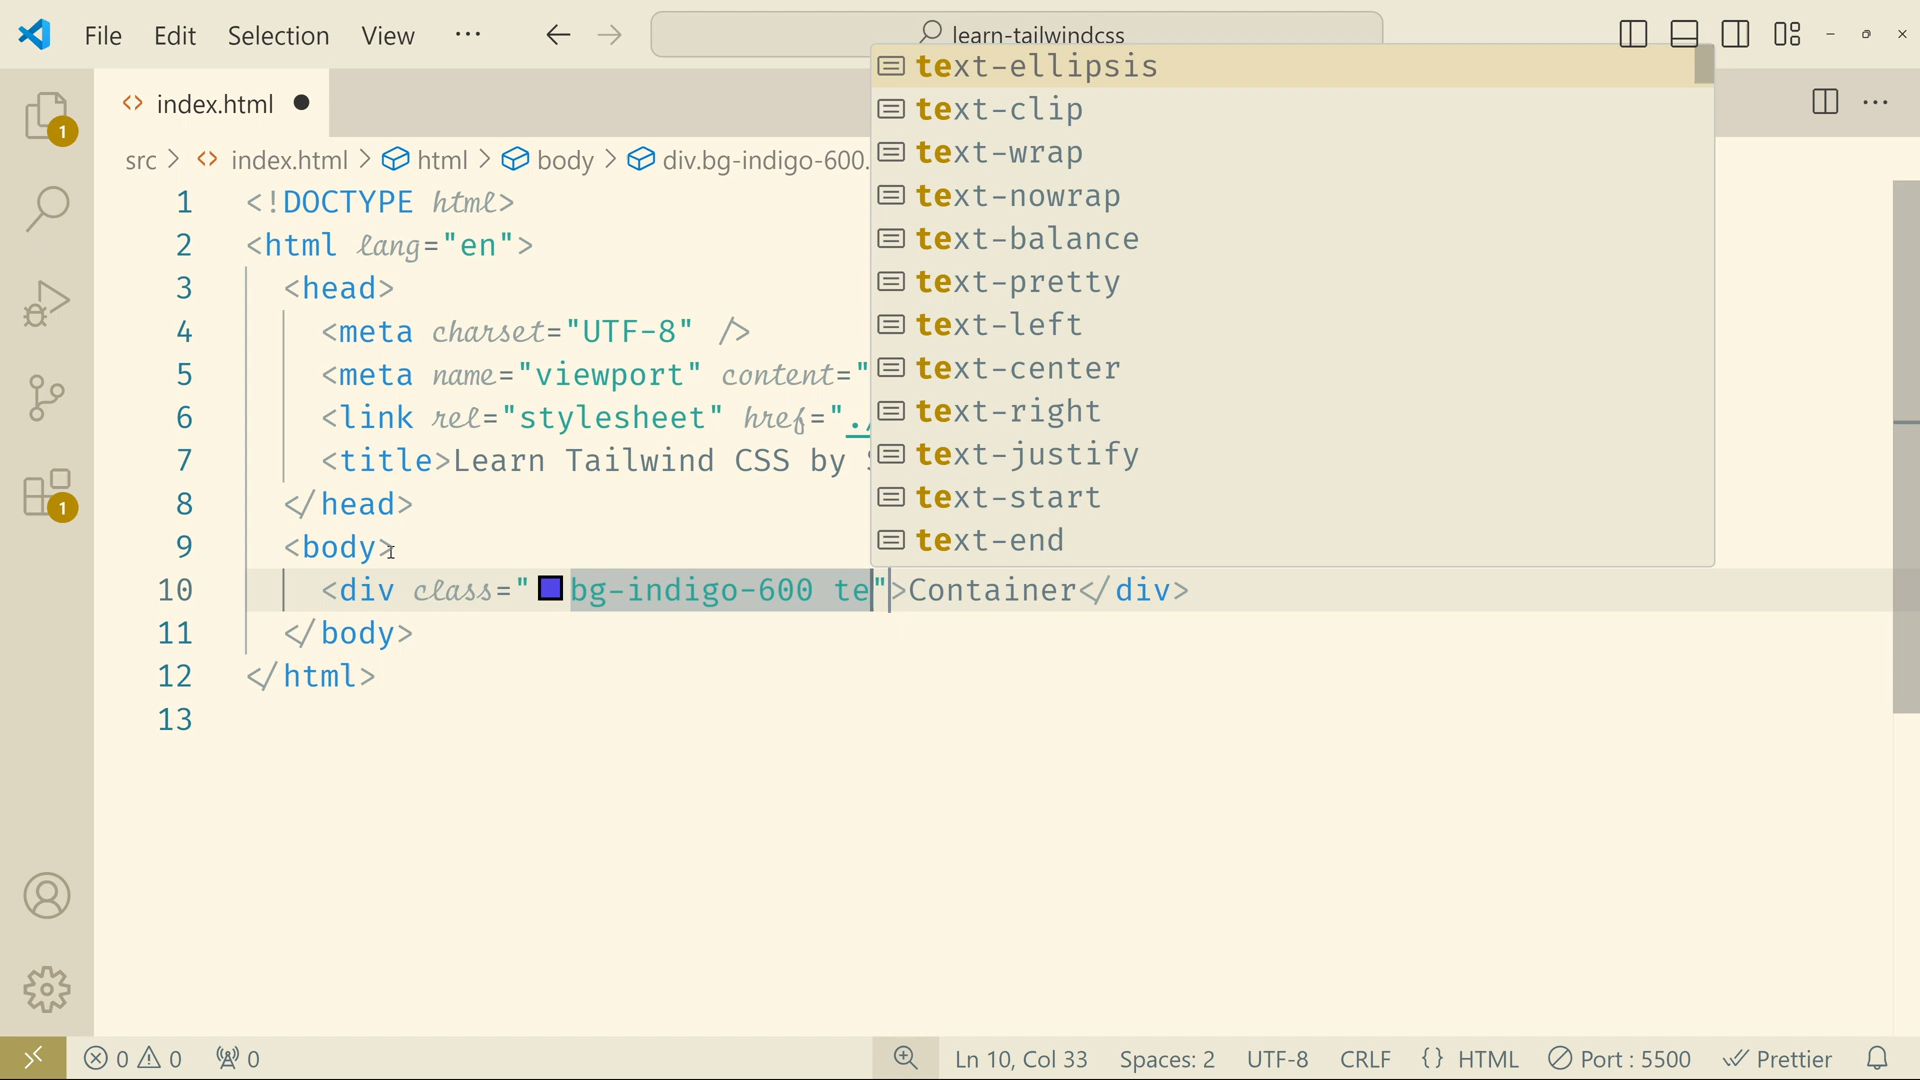 File Edit Selection View ··· learn-tailwindcss
index.html
src > index.html > html > body > div.bg-indigo-600.
1 <!DOCTYPE html>
2 <html lang="en">
3 <head>
4 <meta charset="UTF-8" />
5 <meta name="viewport" content="
6 <link rel="stylesheet" href="./
7 <title>Learn Tailwind CSS by
8 </head>
9 <body>
10 <div class="bg-indigo-600 te">Container</div>
11 </body>
12 </html>
13
text-ellipsis
text-clip
text-wrap
text-nowrap
text-balance
text-pretty
text-left
text-center
text-right
text-justify
text-start
text-end
1
1
0 0 0 Ln 10, Col 33 Spaces: 2 UTF-8 CRLF {} HTML Port : 5500 Prettier